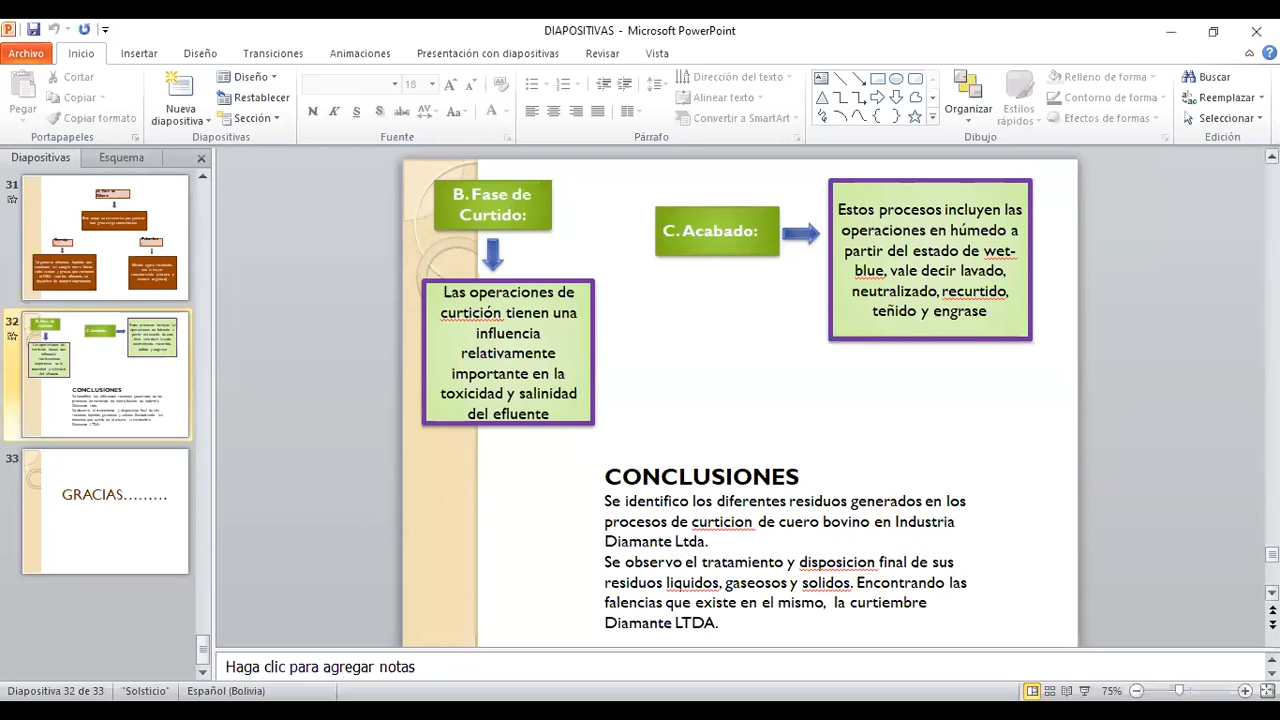 DIAPOSITIVAS - Microsoft PowerPoint
Archivo
Inicio
Insertar
Diseño
Transiciones
Animaciones
Presentación con diapositivas
Revisar
Vista
Pegar
Cortar
Copiar
Copiar formato
Portapapeles
Nueva
diapositiva
Diseño
Restablecer
Sección
Diapositivas
18
N K S S abc AV Aa A
Fuente
Dirección del texto
Alinear texto
Convertir a SmartArt
Párrafo
Organizar
Estilos
rápidos
Relleno de forma
Contorno de forma
Efectos de formas
Dibujo
Buscar
Reemplazar
Seleccionar
Edición
Diapositivas
Esquema
31
32
CONCLUSIONES
33
GRACIAS.........
B. Fase de
Curtido:
Las operaciones de
curtición tienen una
influencia
relativamente
importante en la
toxicidad y salinidad
del efluente
C. Acabado:
Estos procesos incluyen las
operaciones en húmedo a
partir del estado de wet-
blue, vale decir lavado,
neutralizado, recurtido,
teñido y engrase
CONCLUSIONES
Se identifico los diferentes residuos generados en los
procesos de curticion de cuero bovino en Industria
Diamante Ltda.
Se observo el tratamiento y disposicion final de sus
residuos liquidos, gaseosos y solidos. Encontrando las
falencias que existe en el mismo, la curtiembre
Diamante LTDA.
Haga clic para agregar notas
Diapositiva 32 de 33
"Solsticio"
Español (Bolivia)
75%